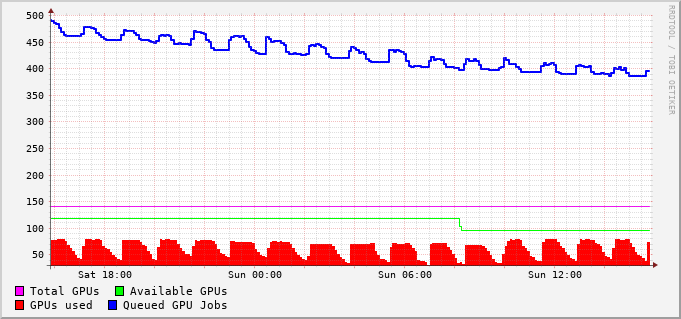 500
450
400
350
300
250
200
150
100
50
Sat 18:00 Sun 00:00 Sun 06:00 Sun 12:00
Total GPUs Available GPUs
GPUs used Queued GPU Jobs
RRDTOOL / TOBI OETIKER